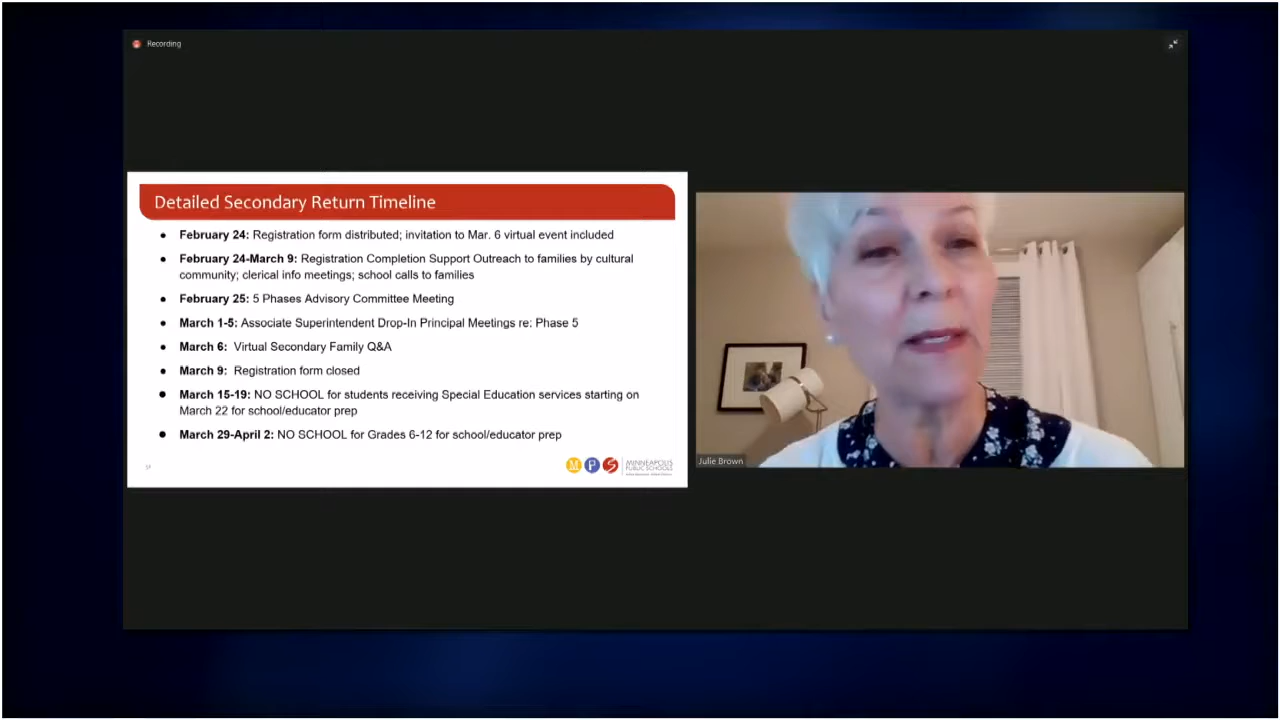 Recording
Detailed Secondary Return Timeline
● February 24: Registration form distributed; invitation to Mar. 6 virtual event included
● February 24-March 9: Registration Completion Support Outreach to families by cultural
community; clerical info meetings; school calls to families
● February 25: 5 Phases Advisory Committee Meeting
● March 1-5: Associate Superintendent Drop-In Principal Meetings re: Phase 5
● March 6: Virtual Secondary Family Q&A
● March 9: Registration form closed
● March 15-19: NO SCHOOL for students receiving Special Education services starting on
March 22 for school/educator prep
● March 29-April 2: NO SCHOOL for Grades 6-12 for school/educator prep
M P S
MINNEAPOLIS
PUBLIC SCHOOLS
Julie Brown